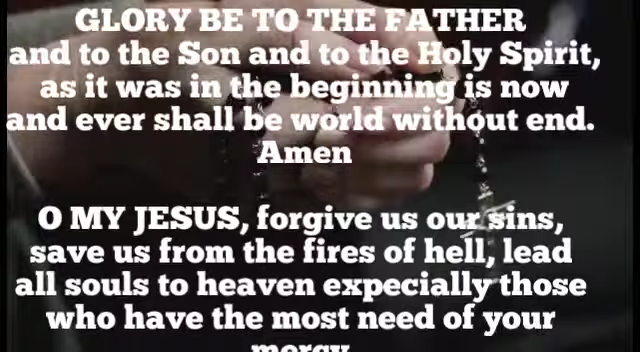 GLORY BE TO THE FATHER
and to the Son and to the Holy Spirit,
as it was in the beginning is now
and ever shall be world without end.
Amen
O MY JESUS, forgive us our sins,
save us from the fires of hell, lead
all souls to heaven expecially those
who have the most need of your
mercy